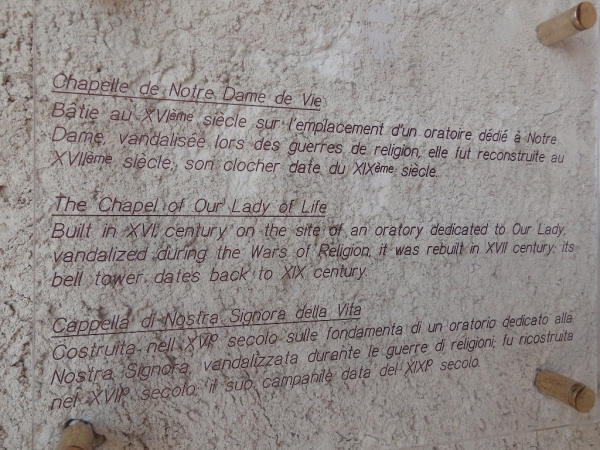 Chapelle de Notre Dame de Vie
Bâtie au XVIème siècle sur l'emplacement d'un oratoire dédié à Notre
Dame, vandalisée lors des guerres de religion, elle fut reconstruite au
XVIIème, siècle, son clocher date du XIXème siècle.
The Chapel of Our Lady of Life
Built in XVI century on the site of an oratory dedicated to Our Lady,
vandalized during the Wars of Religion, it was rebuilt in XVII century: its
bell tower dates back to XIX century.
Cappella di Nostra Signora della Vita
Costruita nell XVIº secolo sulle fondamenta di un oratorio dedicato alla
Nostra Signora, vandalizzata durante le guerre di religioni; fu ricostruita
nel XVIIº secolo, il suo campanile data del XIXIº secolo.